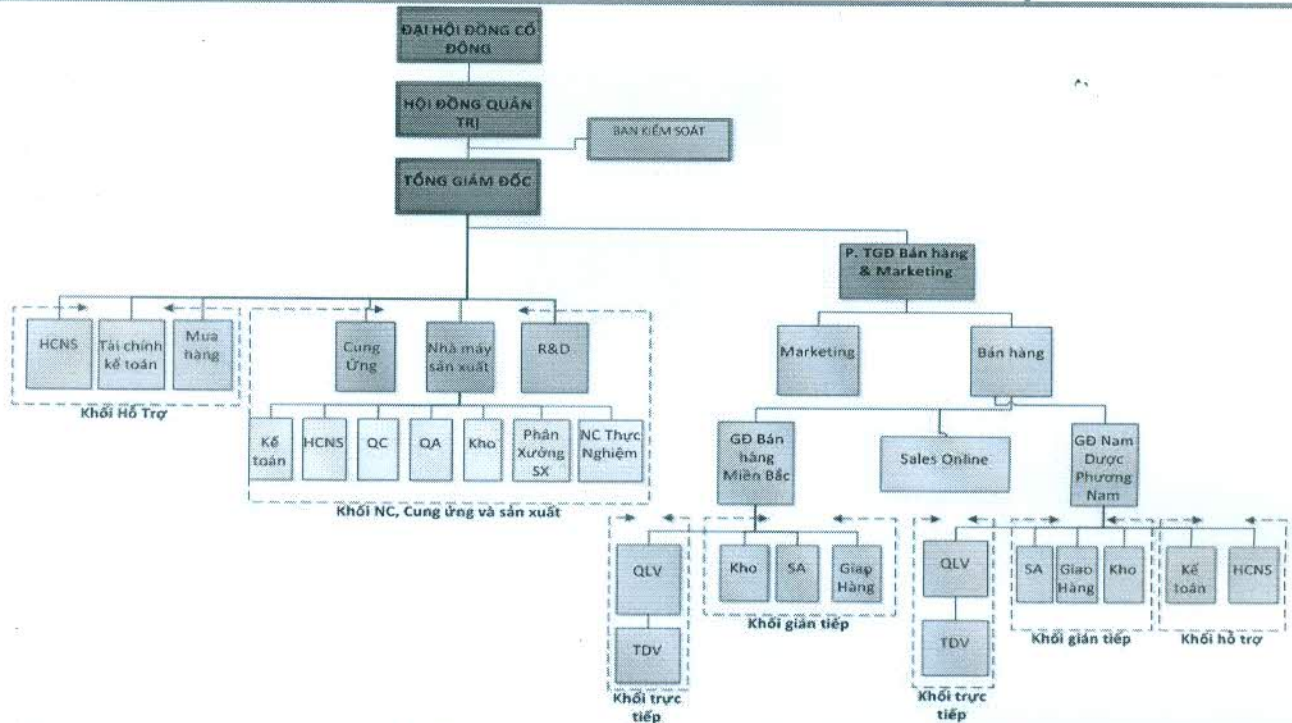 ĐẠI HỘI ĐỒNG CỔ
ĐÔNG
HỘI ĐỒNG QUẢN
TRỊ
BAN KIỂM SOÁT
TỔNG GIÁM ĐỐC
P. TGĐ Bán hàng
& Marketing
HCNS
Tài chính
kế toán
Mua
hàng
Khối Hỗ Trợ
Cung
Ứng
Nhà máy
sản xuất
R&D
Marketing
Bán hàng
Kế
toán
HCNS
QC
QA
Kho
Phân
Xưởng
SX
NC Thực
Nghiệm
Khối NC, Cung ứng và sản xuất
GĐ Bán
hàng
Miền Bắc
Sales Online
GĐ Nam
Dược
Phương
Nam
QLV
TDV
Khối trực
tiếp
Kho
SA
Giao
Hàng
Khối gián tiếp
QLV
TDV
Khối trực
tiếp
SA
Giao
Hàng
Kho
Khối gián tiếp
Kế
toán
HCNS
Khối hỗ trợ